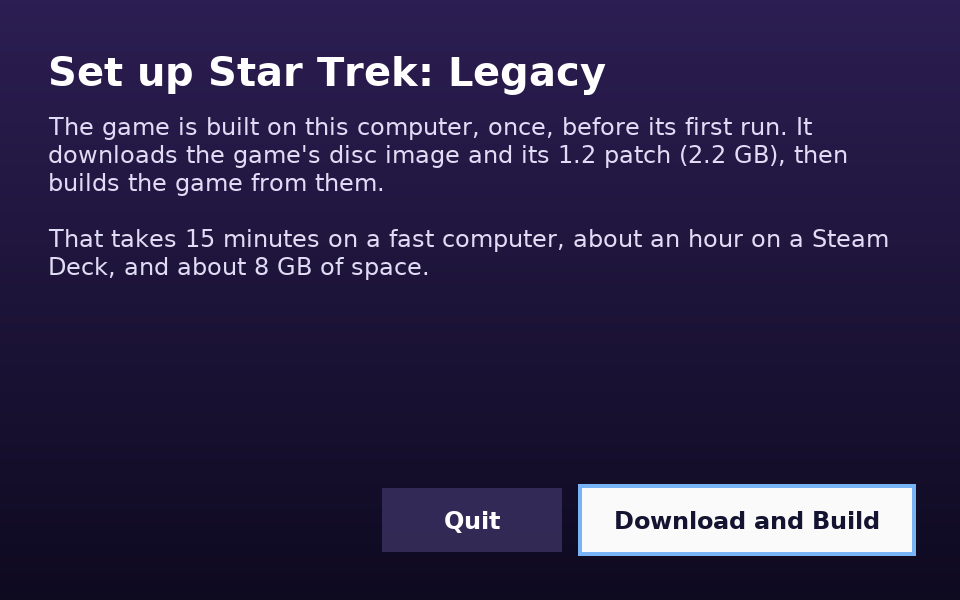 Set up Star Trek: Legacy
The game is built on this computer, once, before its first run. It
downloads the game's disc image and its 1.2 patch (2.2 GB), then
builds the game from them.
That takes 15 minutes on a fast computer, about an hour on a Steam
Deck, and about 8 GB of space.
Quit
Download and Build